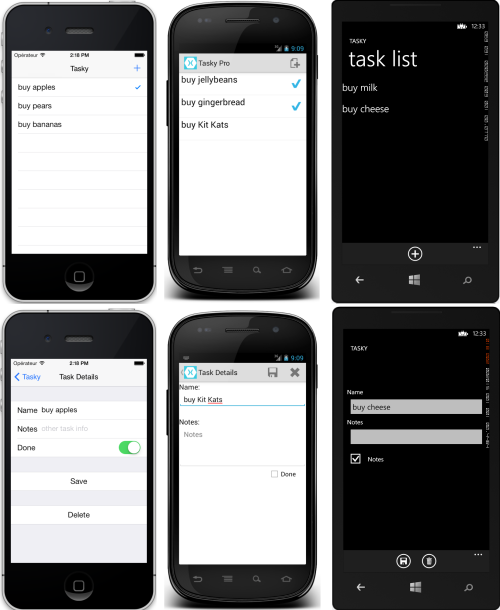 Opérateur 2:18 PM
Tasky +
buy apples
buy pears
buy bananas
9:09
Tasky Pro
buy jellybeans
buy gingerbread
buy Kit Kats
12:33
TASKY
task list
buy milk
buy cheese
Opérateur 2:18 PM
Tasky Task Details
Name buy apples
Notes other task info
Done
Save
Delete
9:09
Task Details
Name:
buy Kit Kats
Notes:
Notes
Done
12:33
TASKY
Name
buy cheese
Notes
Notes